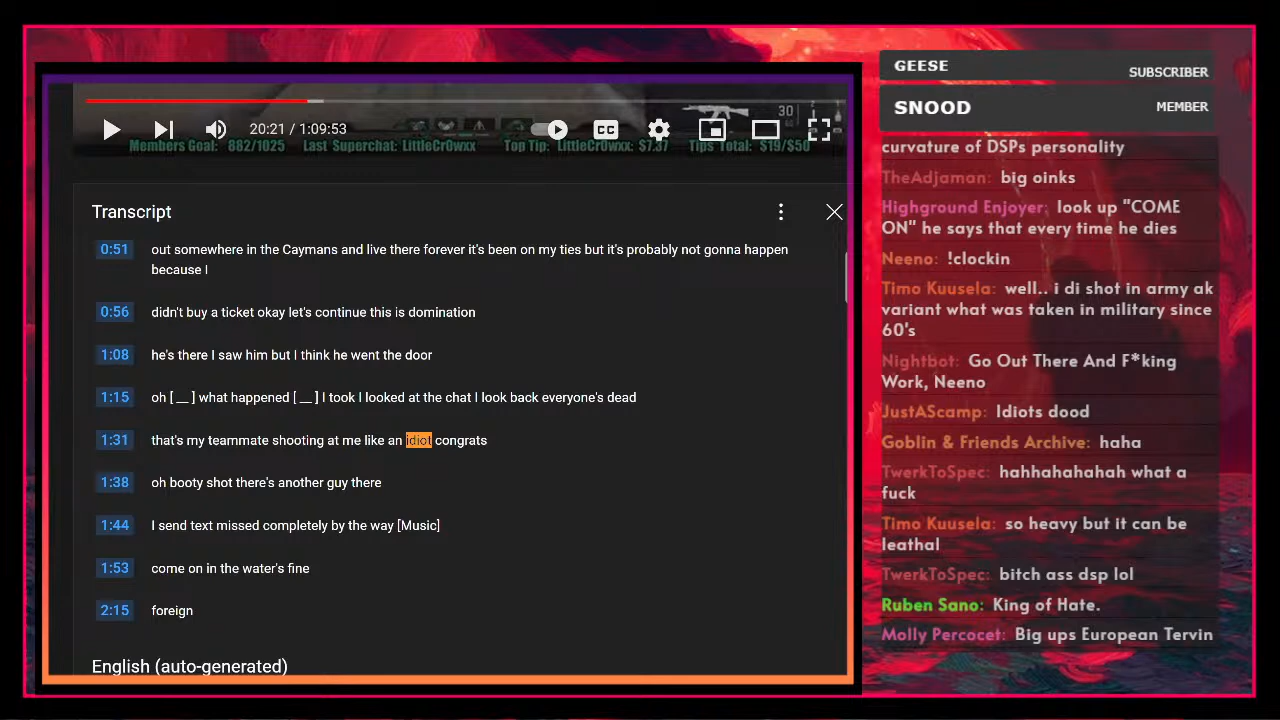 30
20:21 / 1:09:53
Members Goal: 882/1025 Last Superchat: LittleCr0wxx Top Tip: LittleCr0wxx: $7.37 Tips Total: $19/$50
Transcript
0:51 out somewhere in the Caymans and live there forever it's been on my ties but it's probably not gonna happen
because I
0:56 didn't buy a ticket okay let's continue this is domination
1:08 he's there I saw him but I think he went the door
1:15 oh [ __ ] what happened [ __ ] I took I looked at the chat I look back everyone's dead
1:31 that's my teammate shooting at me like an idiot congrats
1:38 oh booty shot there's another guy there
1:44 I send text missed completely by the way [Music]
1:53 come on in the water's fine
2:15 foreign
English (auto-generated)
GEESE SUBSCRIBER
SNOOD MEMBER
curvature of DSPs personality
TheAdjaman: big oinks
Highground Enjoyer: look up "COME
ON" he says that every time he dies
Neeno: !clockin
Timo Kuusela: well.. i di shot in army ak
variant what was taken in military since
60's
Nightbot: Go Out There And F*king
Work, Neeno
JustAScamp: Idiots dood
Goblin & Friends Archive: haha
TwerkToSpec: hahhahahahah what a
fuck
Timo Kuusela: so heavy but it can be
leathal
TwerkToSpec: bitch ass dsp lol
Ruben Sano: King of Hate.
Molly Percocet: Big ups European Tervin